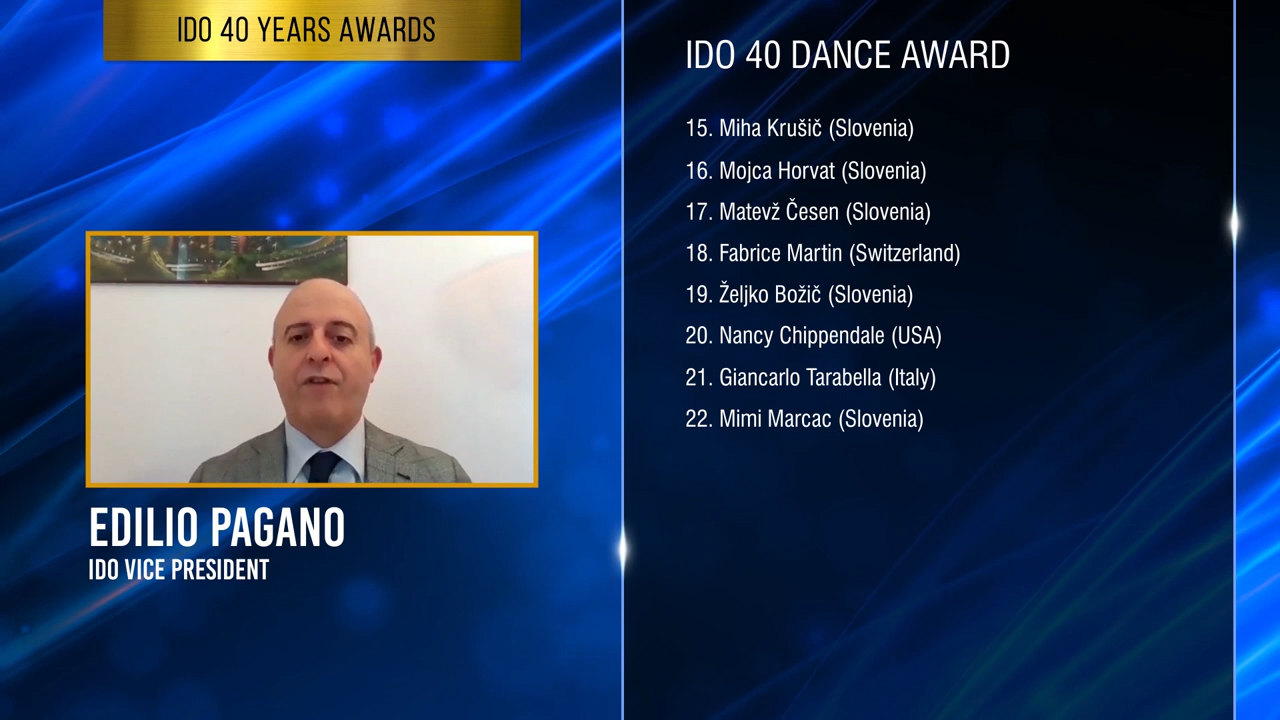 IDO 40 YEARS AWARDS
EDILIO PAGANO
IDO VICE PRESIDENT
IDO 40 DANCE AWARD
15. Miha Krušič (Slovenia)
16. Mojca Horvat (Slovenia)
17. Matevž Česen (Slovenia)
18. Fabrice Martin (Switzerland)
19. Željko Božič (Slovenia)
20. Nancy Chippendale (USA)
21. Giancarlo Tarabella (Italy)
22. Mimi Marcac (Slovenia)